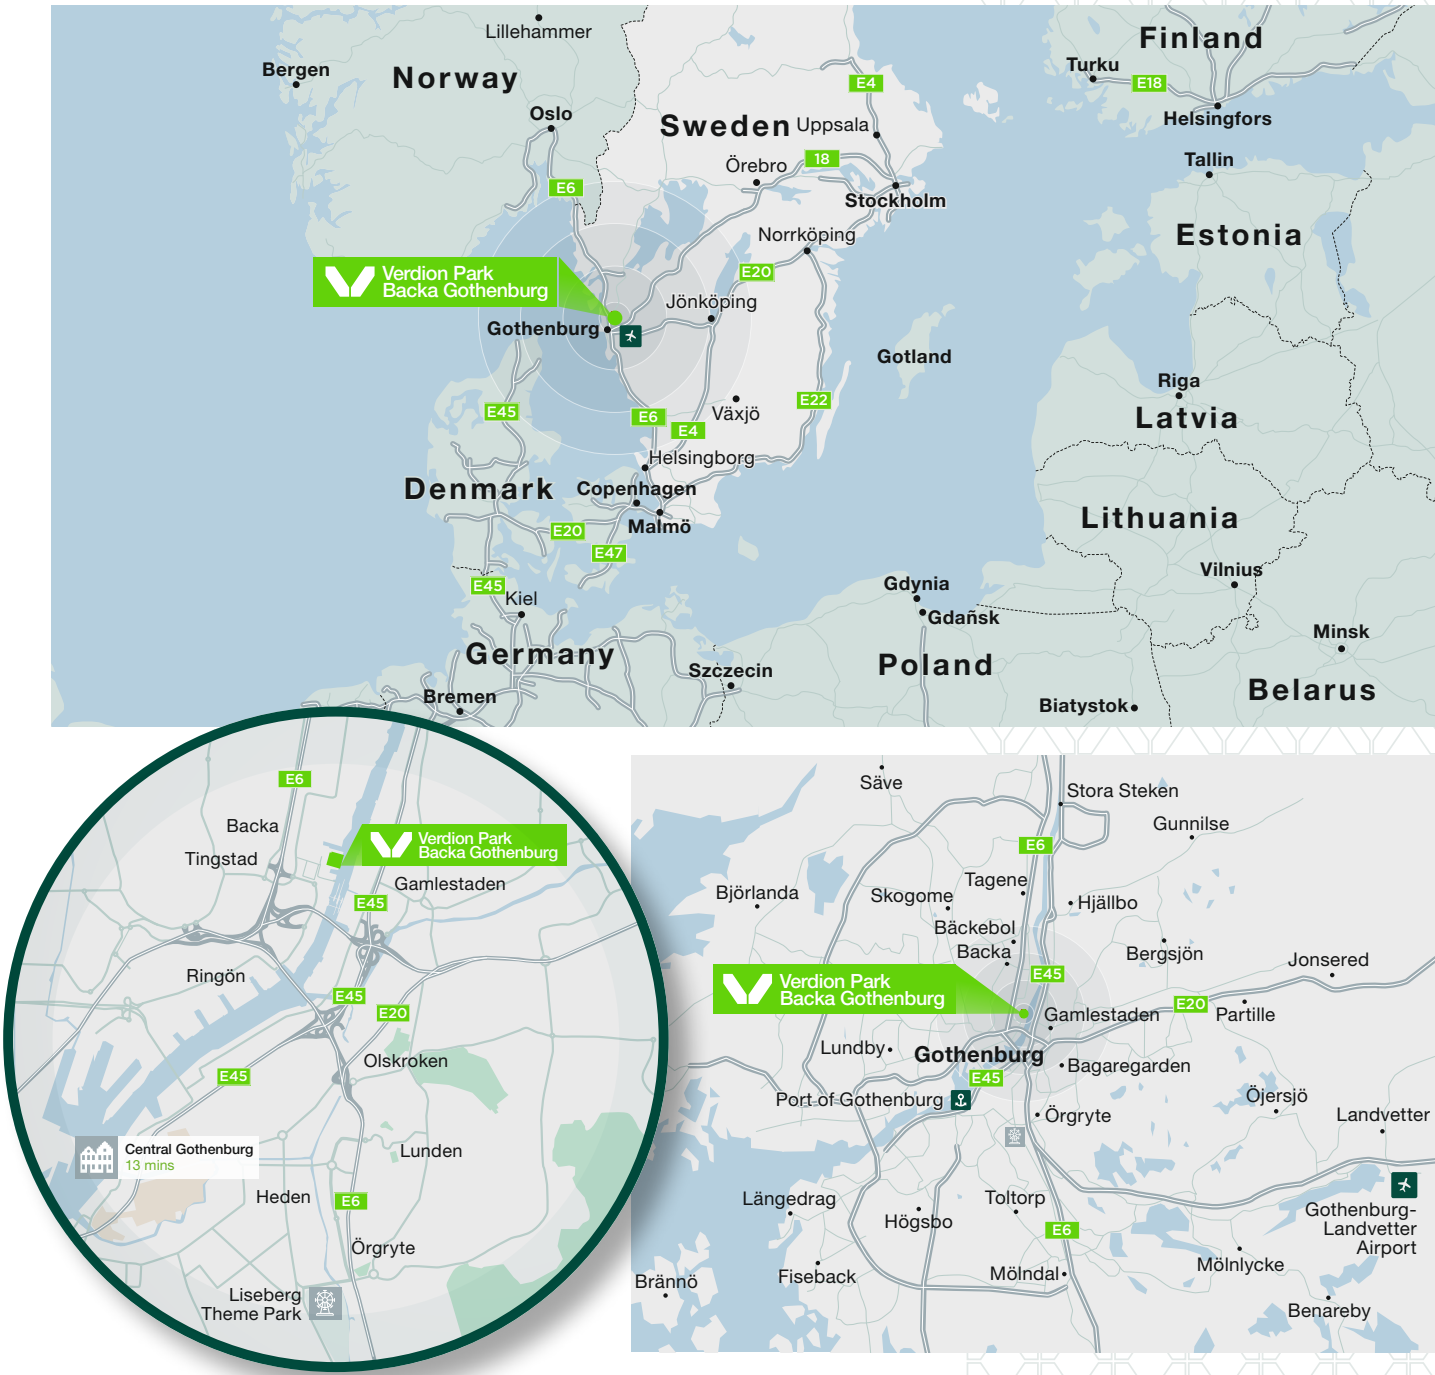 Lillehammer
Finland
Bergen
Norway
Turku
E4
E18
Oslo
Sweden
Uppsala
Helsingfors
Örebro
18
Tallin
E6
Stockholm
Norrköping
Estonia
E20
Verdion Park
Backa Gothenburg
Jönköping
Gothenburg
Gotland
Riga
E45
E6
Växjö
E22
Latvia
E4
Helsingborg
Denmark
Copenhagen
Lithuania
E20
Malmö
E47
Vilnius
E45
Kiel
Gdynia
Gdañsk
Minsk
Germany
Szczecin
Poland
Belarus
Bremen
Biatystok
E6
Backa
Tingstad
Verdion Park
Backa Gothenburg
Gamlestaden
E45
Ringön
E45
E20
Olskroken
E45
Central Gothenburg
13 mins
Lunden
Heden
E6
Örgryte
Liseberg
Theme Park
Säve
Stora Steken
Gunnilse
E6
Björlanda
Skogome
Tagene
Hjällbo
Bäckebol
Backa
Bergsjön
Jonsered
E45
Verdion Park
Backa Gothenburg
E20
Gamlestaden
Partille
Lundby
Gothenburg
Bagaregarden
E45
Port of Gothenburg
Örgryte
Öjersjö
Landvetter
Längedrag
Högsbo
Toltorp
E6
Gothenburg-
Landvetter
Airport
Brännö
Fiseback
Mölndal
Mölnlycke
Benareby